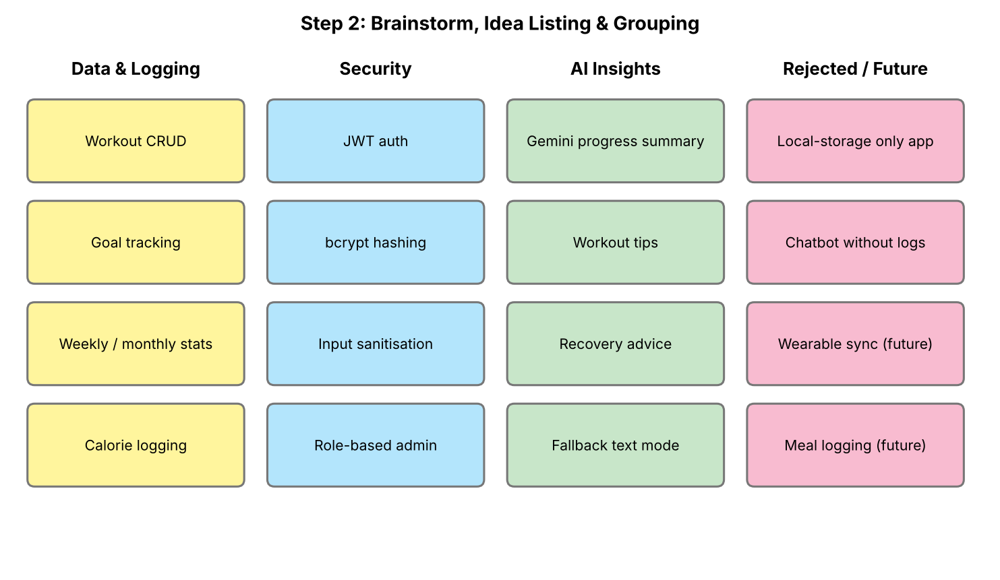 Step 2: Brainstorm, Idea Listing & Grouping
Data & Logging
Security
AI Insights
Rejected / Future
Workout CRUD
JWT auth
Gemini progress summary
Local-storage only app
Goal tracking
bcrypt hashing
Workout tips
Chatbot without logs
Weekly / monthly stats
Input sanitisation
Recovery advice
Wearable sync (future)
Calorie logging
Role-based admin
Fallback text mode
Meal logging (future)